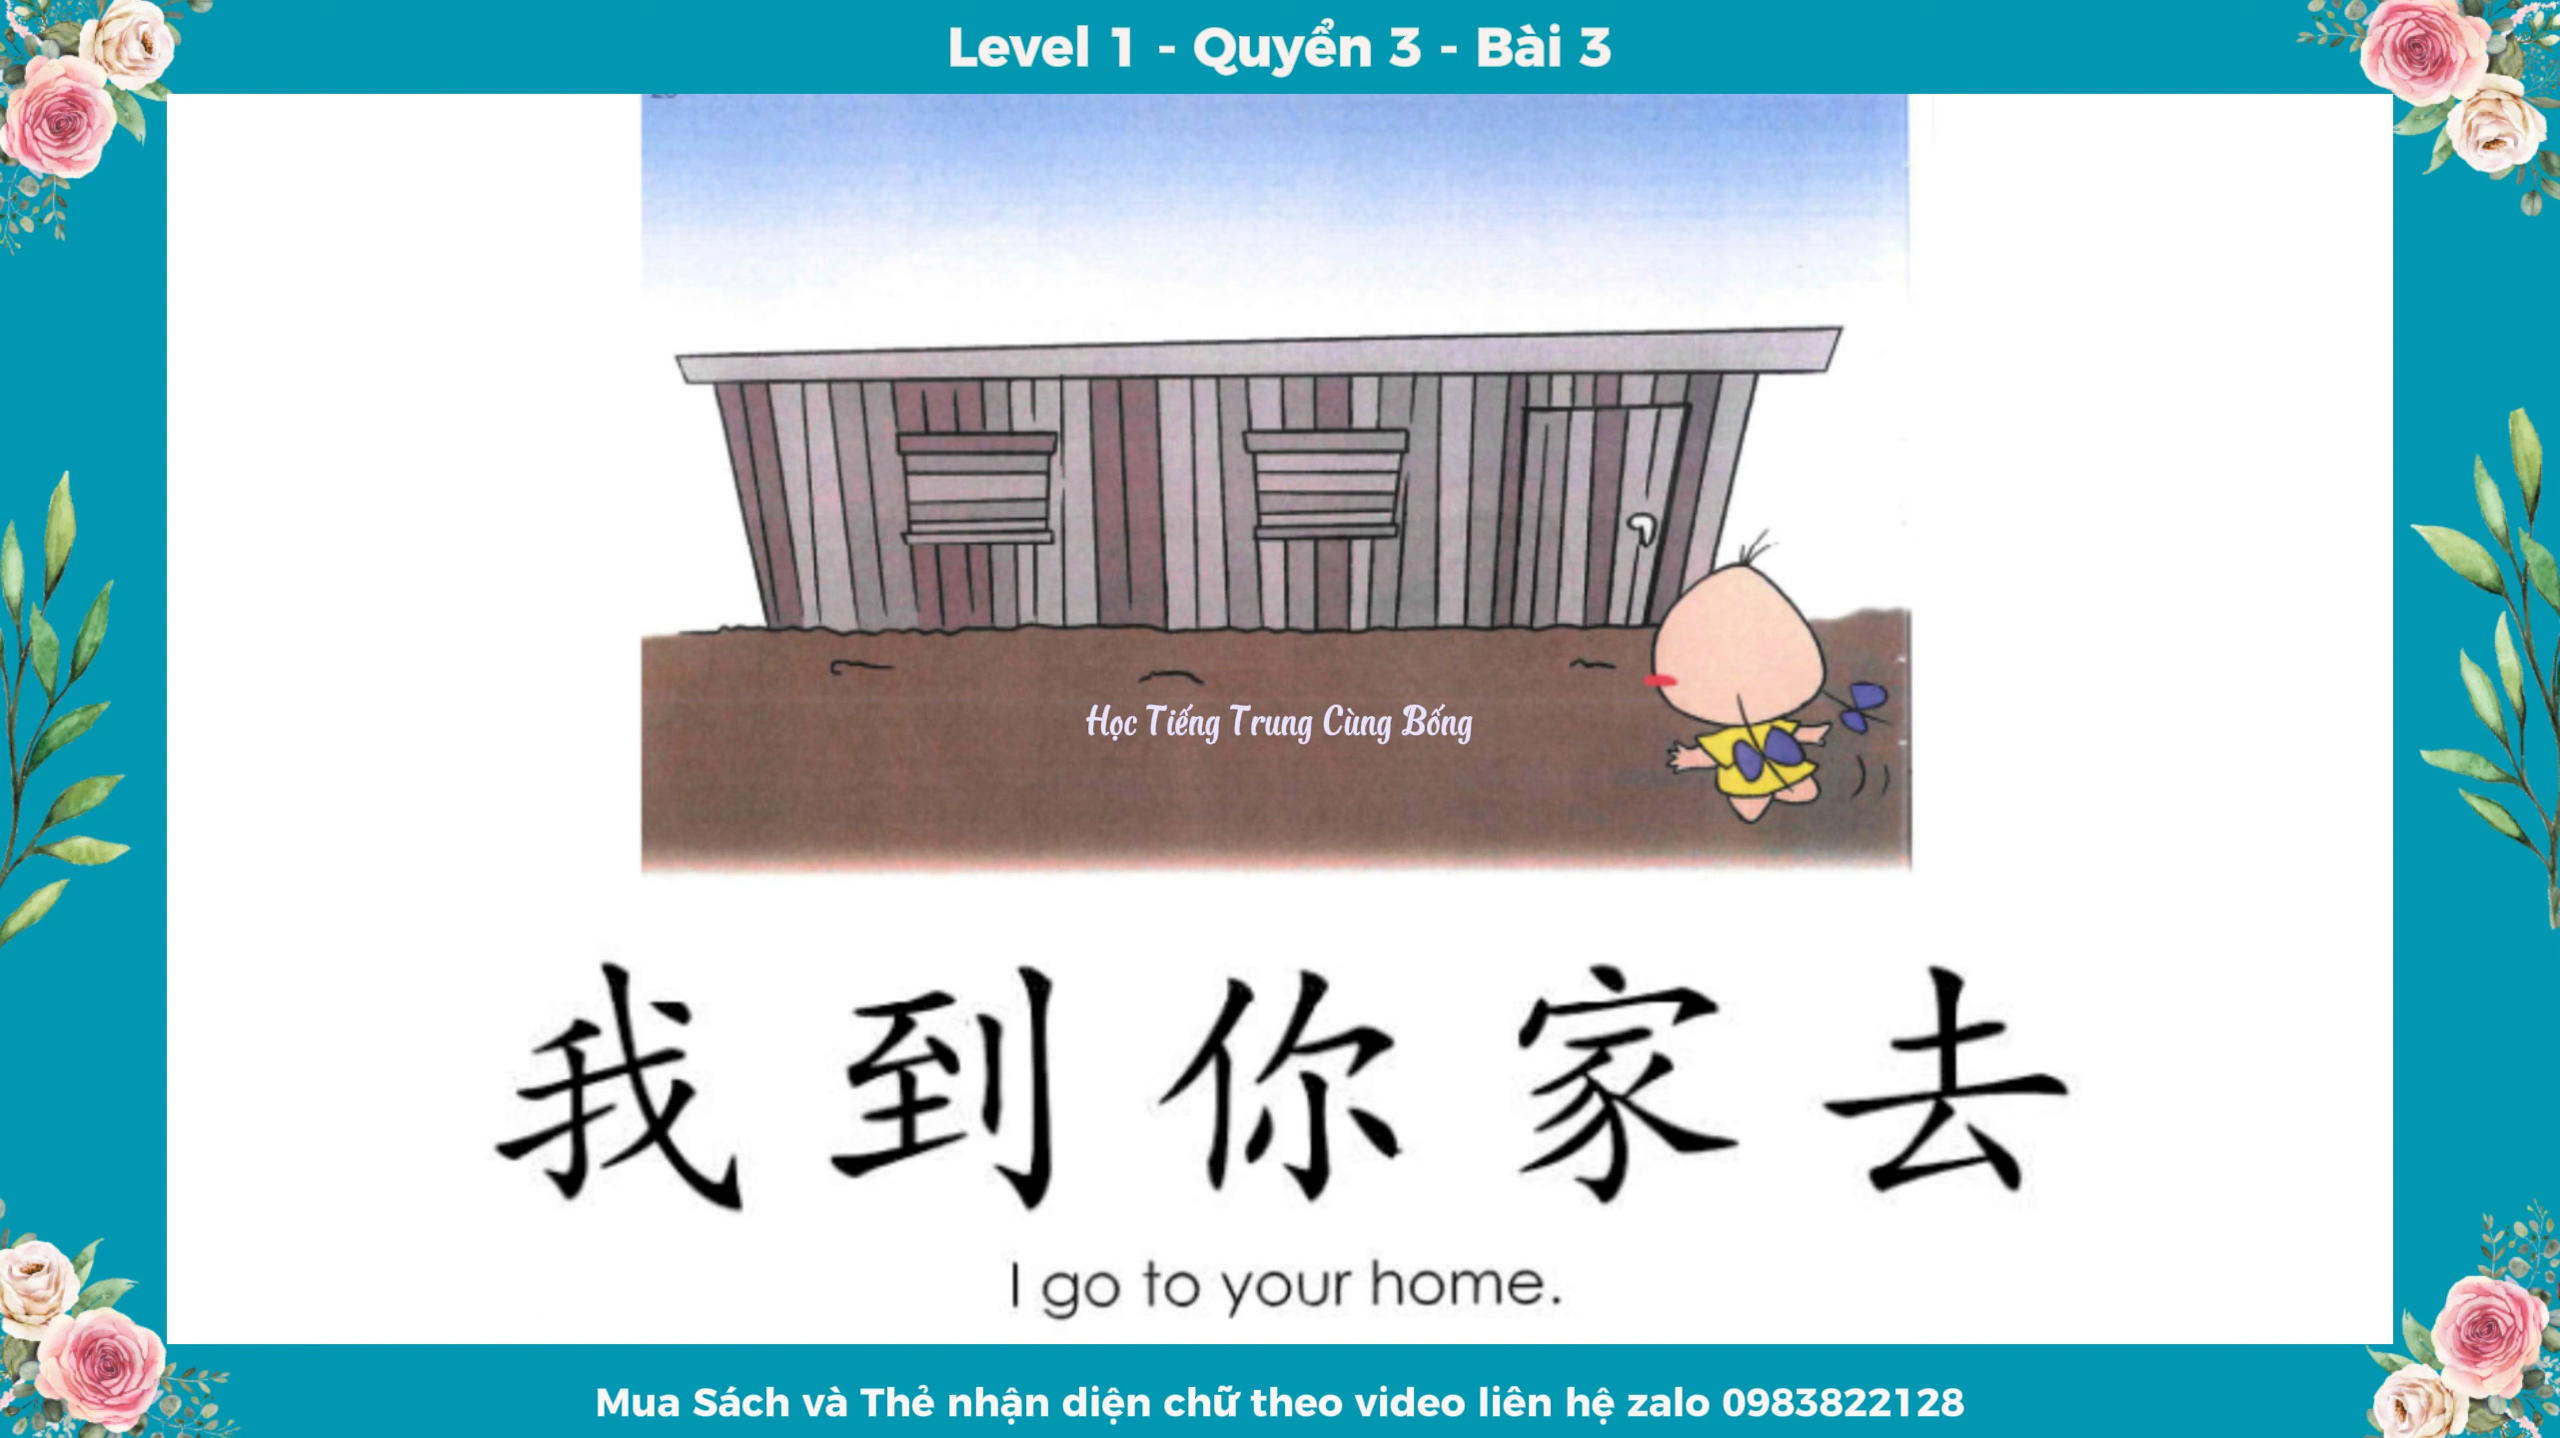 Level 1 - Quyển 3 - Bài 3
Học Tiếng Trung Cùng Bống
我到你家去
I go to your home.
Mua Sách và Thẻ nhận diện chữ theo video liên hệ zalo 0983822128